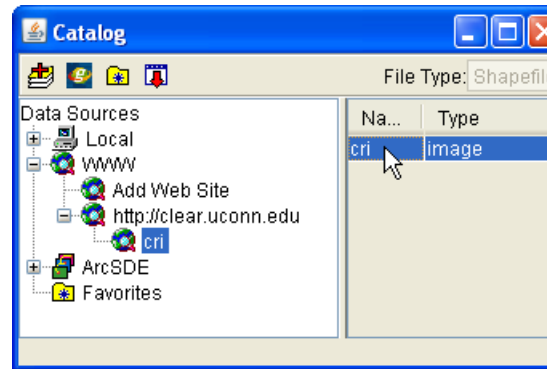 Catalog
File Type: Shapefil
Data Sources
Local
WWW
Add Web Site
http://clear.uconn.edu
cri
ArcSDE
Favorites
Na... Type
cri image